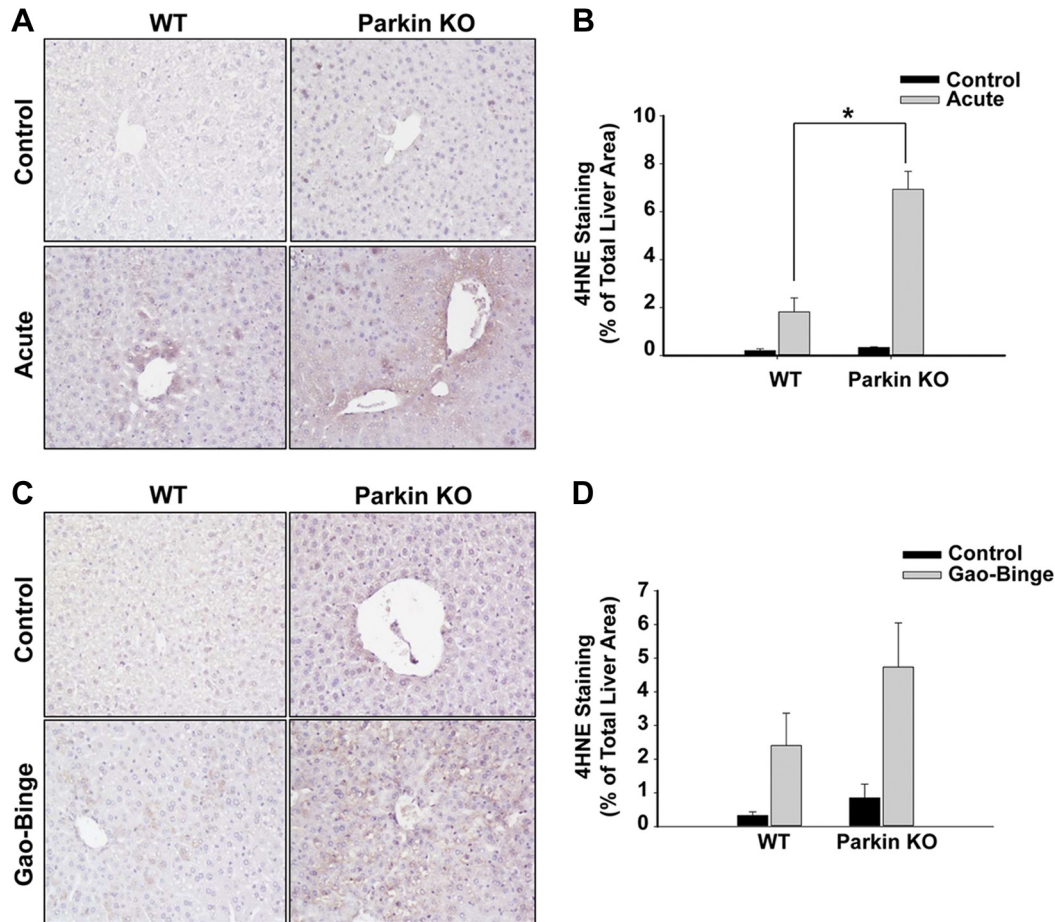 A
WT
Parkin KO
Control
Acute
B
Control
Acute
4HNE Staining
(% of Total Liver Area)
10
8
6
4
2
0
*
WT
Parkin KO
C
WT
Parkin KO
Control
Gao-Binge
D
Control
Gao-Binge
4HNE Staining
(% of Total Liver Area)
7
6
5
4
3
2
1
0
WT
Parkin KO